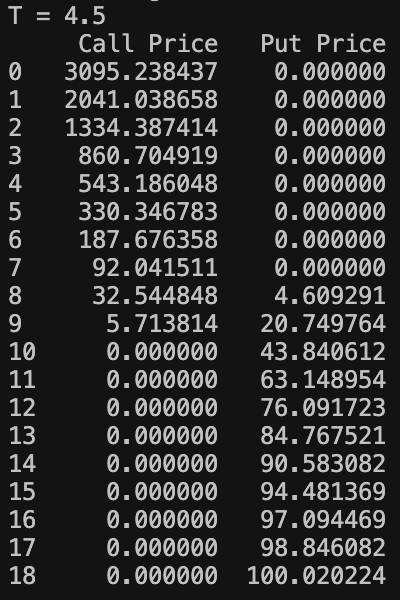 T = 4.5
Call Price Put Price
0 3095.238437 0.000000
1 2041.038658 0.000000
2 1334.387414 0.000000
3 860.704919 0.000000
4 543.186048 0.000000
5 330.346783 0.000000
6 187.676358 0.000000
7 92.041511 0.000000
8 32.544848 4.609291
9 5.713814 20.749764
10 0.000000 43.840612
11 0.000000 63.148954
12 0.000000 76.091723
13 0.000000 84.767521
14 0.000000 90.583082
15 0.000000 94.481369
16 0.000000 97.094469
17 0.000000 98.846082
18 0.000000 100.020224